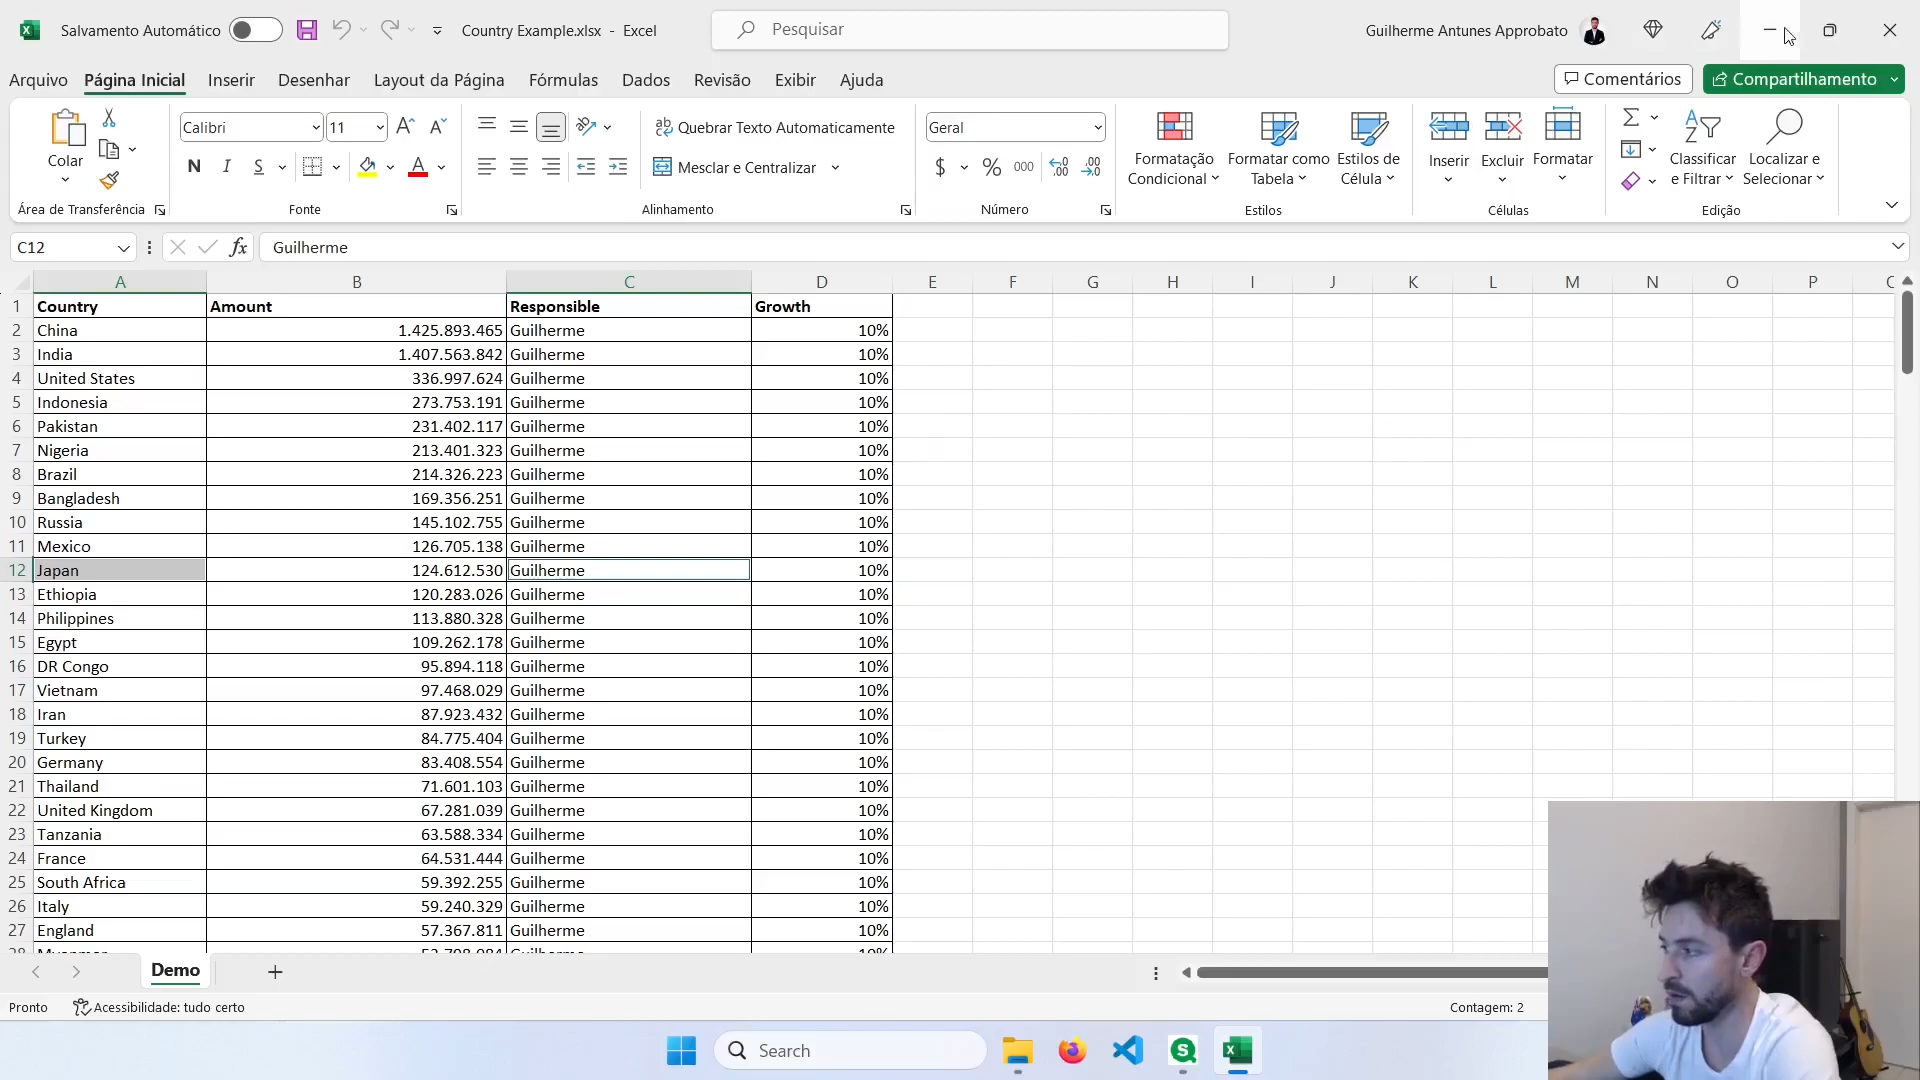 Salvamento Automático Country Example.xlsx - Excel Pesquisar Guilherme Antunes Approbato
Arquivo Página Inicial Inserir Desenhar Layout da Página Fórmulas Dados Revisão Exibir Ajuda Comentários Compartilhamento
Colar
Área de Transferência
Calibri 11
N I S A
Fonte
Quebrar Texto Automaticamente
Mesclar e Centralizar
Alinhamento
Geral
$ % 000
Número
Formatação Condicional
Formatar como Tabela
Estilos de Célula
Estilos
Inserir Excluir Formatar
Células
Classificar e Filtrar
Localizar e Selecionar
Edição
C12 fx Guilherme
A B C D E F G H I J K L M N O P
1 Country Amount Responsible Growth
2 China 1.425.893.465 Guilherme 10%
3 India 1.407.563.842 Guilherme 10%
4 United States 336.997.624 Guilherme 10%
5 Indonesia 273.753.191 Guilherme 10%
6 Pakistan 231.402.117 Guilherme 10%
7 Nigeria 213.401.323 Guilherme 10%
8 Brazil 214.326.223 Guilherme 10%
9 Bangladesh 169.356.251 Guilherme 10%
10 Russia 145.102.755 Guilherme 10%
11 Mexico 126.705.138 Guilherme 10%
12 Japan 124.612.530 Guilherme 10%
13 Ethiopia 120.283.026 Guilherme 10%
14 Philippines 113.880.328 Guilherme 10%
15 Egypt 109.262.178 Guilherme 10%
16 DR Congo 95.894.118 Guilherme 10%
17 Vietnam 97.468.029 Guilherme 10%
18 Iran 87.923.432 Guilherme 10%
19 Turkey 84.775.404 Guilherme 10%
20 Germany 83.408.554 Guilherme 10%
21 Thailand 71.601.103 Guilherme 10%
22 United Kingdom 67.281.039 Guilherme 10%
23 Tanzania 63.588.334 Guilherme 10%
24 France 64.531.444 Guilherme 10%
25 South Africa 59.392.255 Guilherme 10%
26 Italy 59.240.329 Guilherme 10%
27 England 57.367.811 Guilherme 10%
Demo
Pronto Acessibilidade: tudo certo Contagem: 2
Search